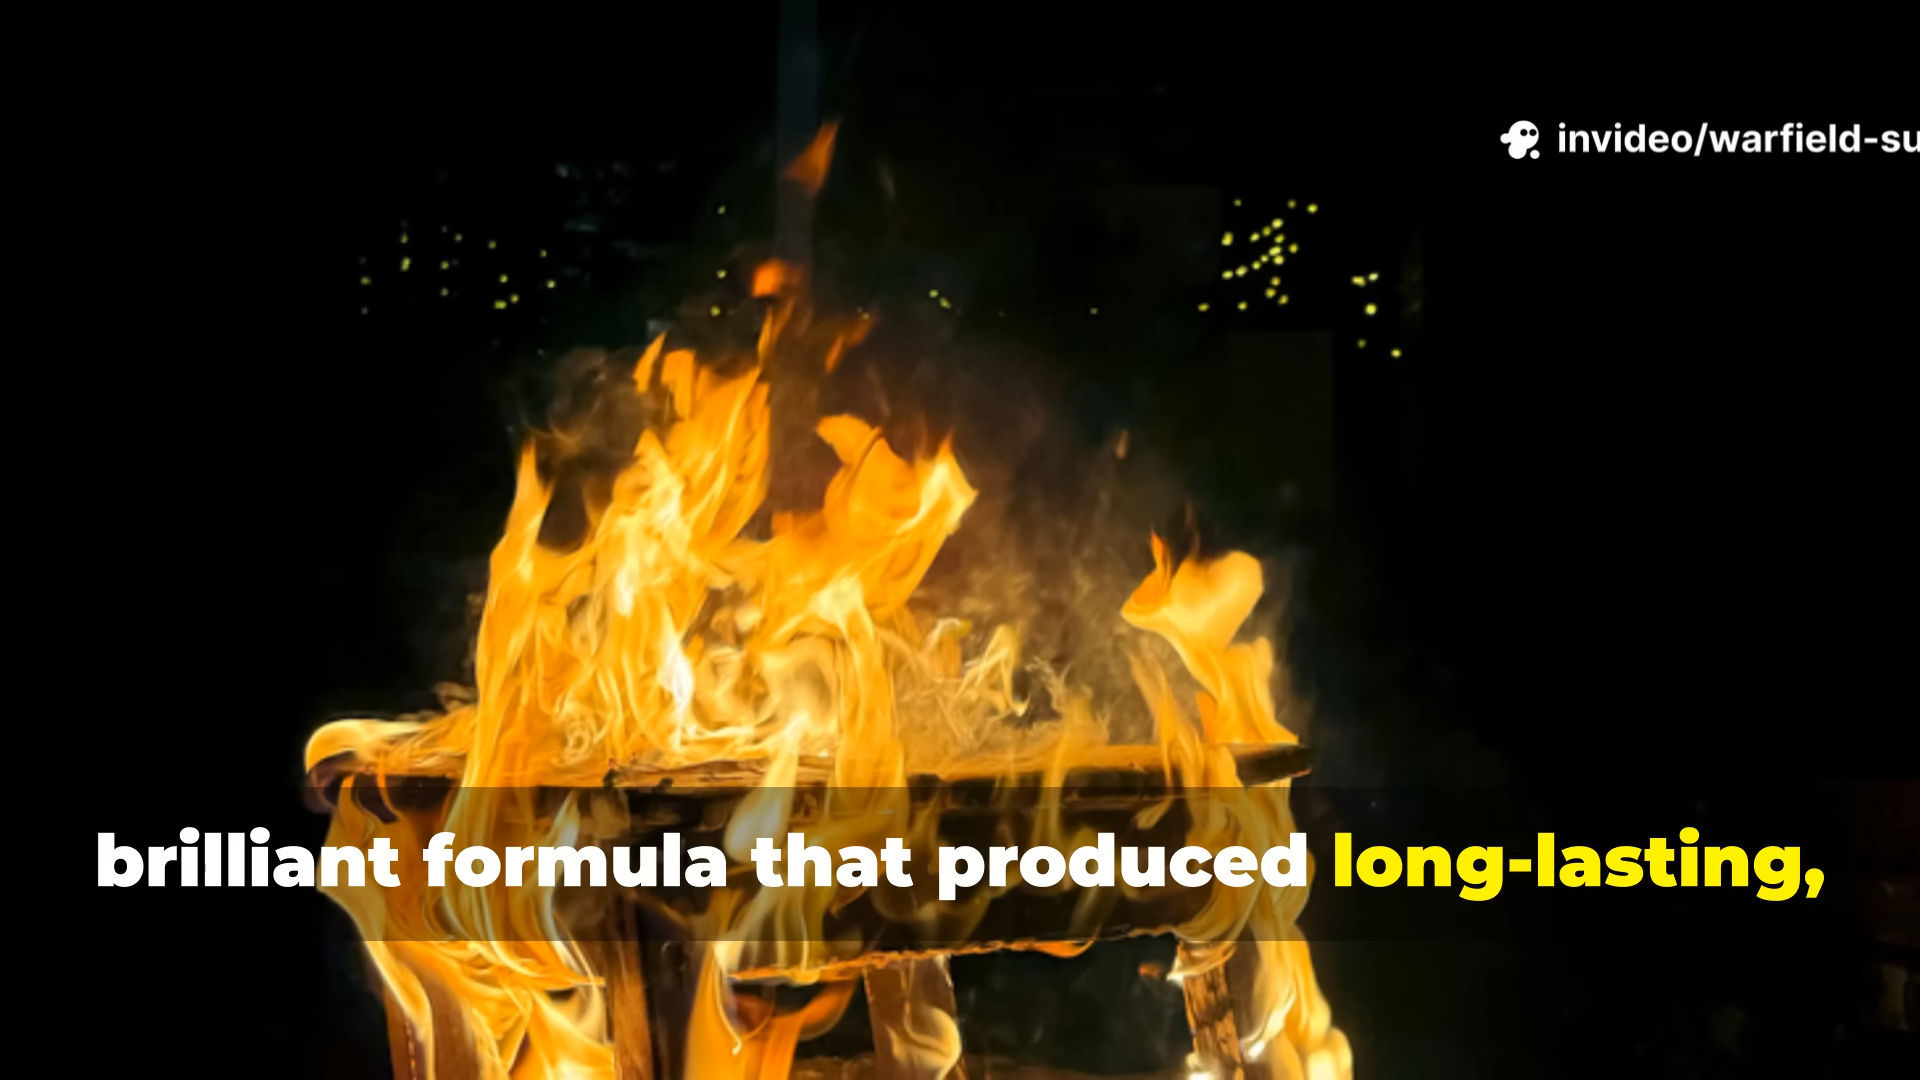 invideo/warfield-su
brilliant formula that produced long-lasting,